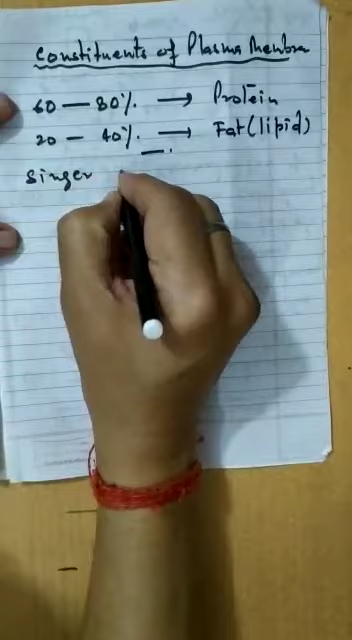 Constituents of Plasma Membra
60 — 80% → Protein
20 — 40% → Fat (lipid)
Singer